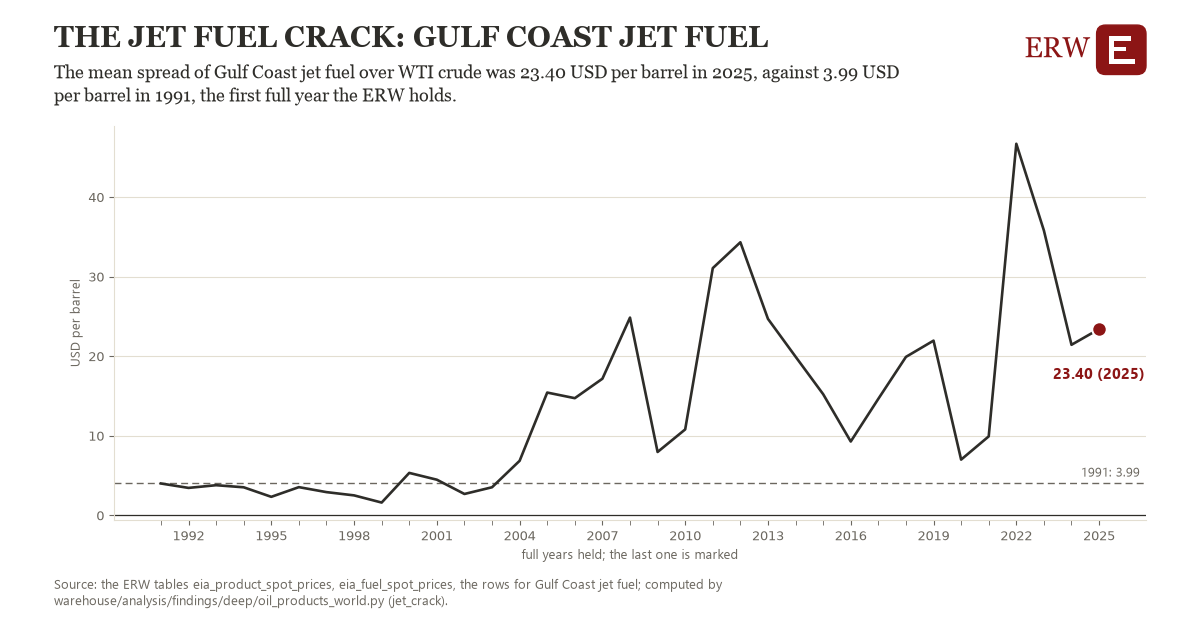 THE JET FUEL CRACK: GULF COAST JET FUEL
ERW E
The mean spread of Gulf Coast jet fuel over WTI crude was 23.40 USD per barrel in 2025, against 3.99 USD
per barrel in 1991, the first full year the ERW holds.
USD per barrel
40
30
20
10
0
23.40 (2025)
1991: 3.99
1992 1995 1998 2001 2004 2007 2010 2013 2016 2019 2022 2025
full years held; the last one is marked
Source: the ERW tables eia_product_spot_prices, eia_fuel_spot_prices, the rows for Gulf Coast jet fuel; computed by
warehouse/analysis/findings/deep/oil_products_world.py (jet_crack).